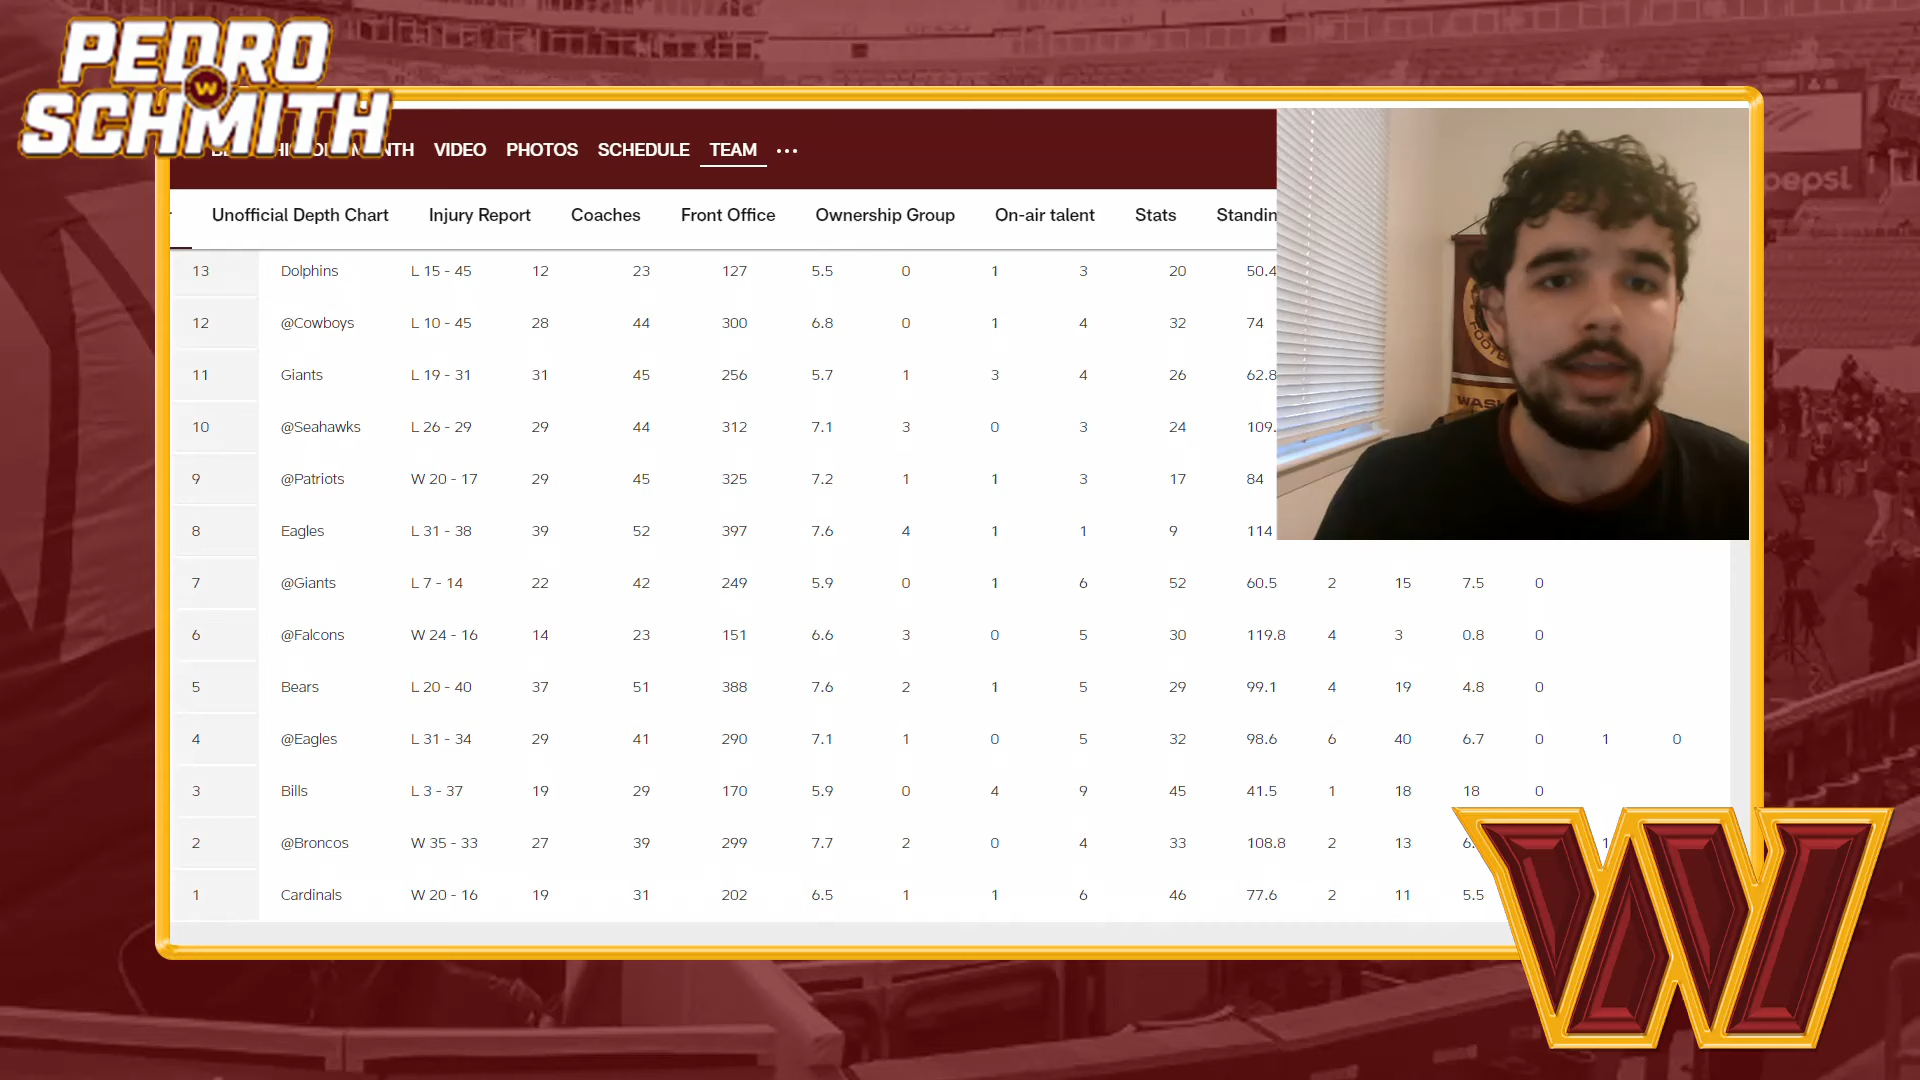 PEDRO
SCHMITH
W
VIDEO PHOTOS SCHEDULE TEAM ...
Unofficial Depth Chart Injury Report Coaches Front Office Ownership Group On-air talent Stats Standin
13 Dolphins L 15 - 45 12 23 127 5.5 0 1 3 20 50.4
12 @Cowboys L 10 - 45 28 44 300 6.8 0 1 4 32 74
11 Giants L 19 - 31 31 45 256 5.7 1 3 4 26 62.8
10 @Seahawks L 26 - 29 29 44 312 7.1 3 0 3 24 109.
9 @Patriots W 20 - 17 29 45 325 7.2 1 1 3 17 84
8 Eagles L 31 - 38 39 52 397 7.6 4 1 1 9 114
7 @Giants L 7 - 14 22 42 249 5.9 0 1 6 52 60.5 2 15 7.5 0
6 @Falcons W 24 - 16 14 23 151 6.6 3 0 5 30 119.8 4 3 0.8 0
5 Bears L 20 - 40 37 51 388 7.6 2 1 5 29 99.1 4 19 4.8 0
4 @Eagles L 31 - 34 29 41 290 7.1 1 0 5 32 98.6 6 40 6.7 0 1 0
3 Bills L 3 - 37 19 29 170 5.9 0 4 9 45 41.5 1 18 18 0
2 @Broncos W 35 - 33 27 39 299 7.7 2 0 4 33 108.8 2 13 6. 1
1 Cardinals W 20 - 16 19 31 202 6.5 1 1 6 46 77.6 2 11 5.5
pepsi
W